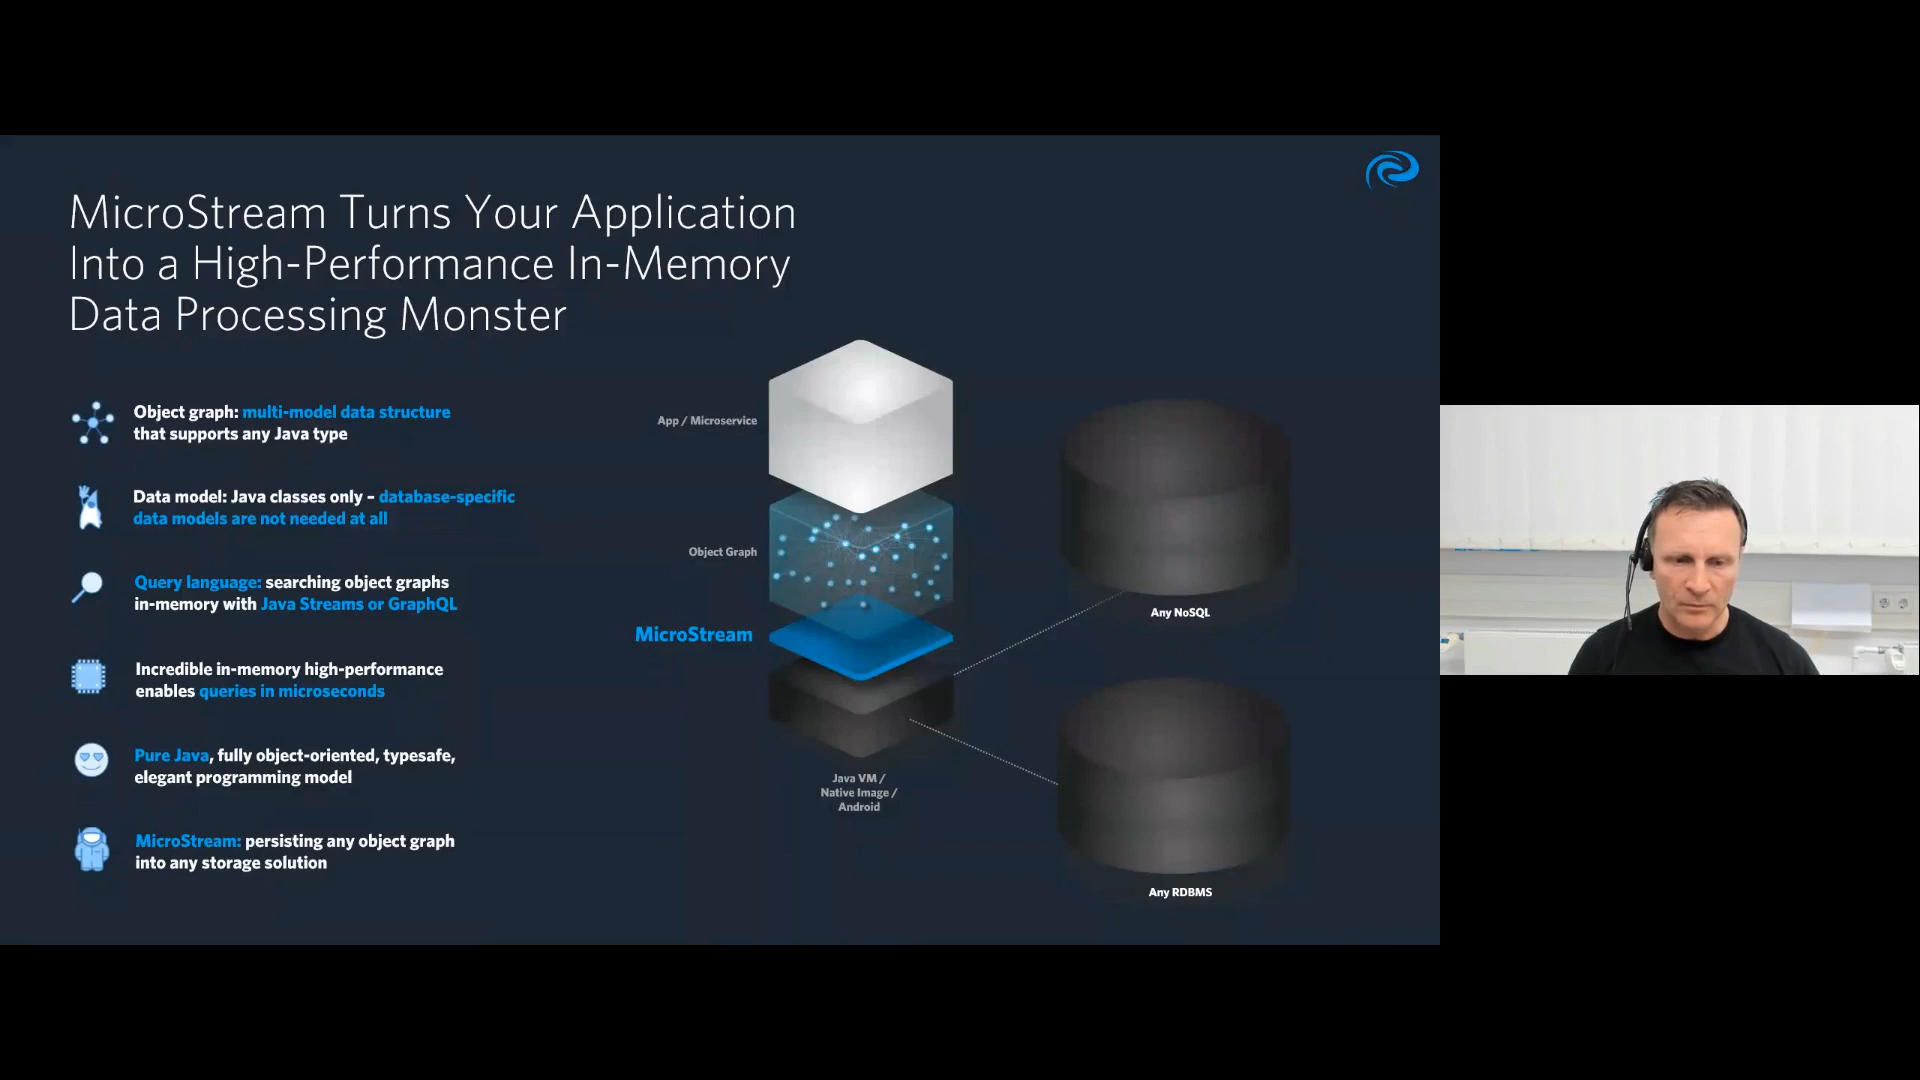 MicroStream Turns Your Application
Into a High-Performance In-Memory
Data Processing Monster
Object graph: multi-model data structure
that supports any Java type
Data model: Java classes only – database-specific
data models are not needed at all
Query language: searching object graphs
in-memory with Java Streams or GraphQL
Incredible in-memory high-performance
enables queries in microseconds
Pure Java, fully object-oriented, typesafe,
elegant programming model
MicroStream: persisting any object graph
into any storage solution
App / Microservice
Object Graph
MicroStream
Java VM /
Native Image /
Android
Any NoSQL
Any RDBMS